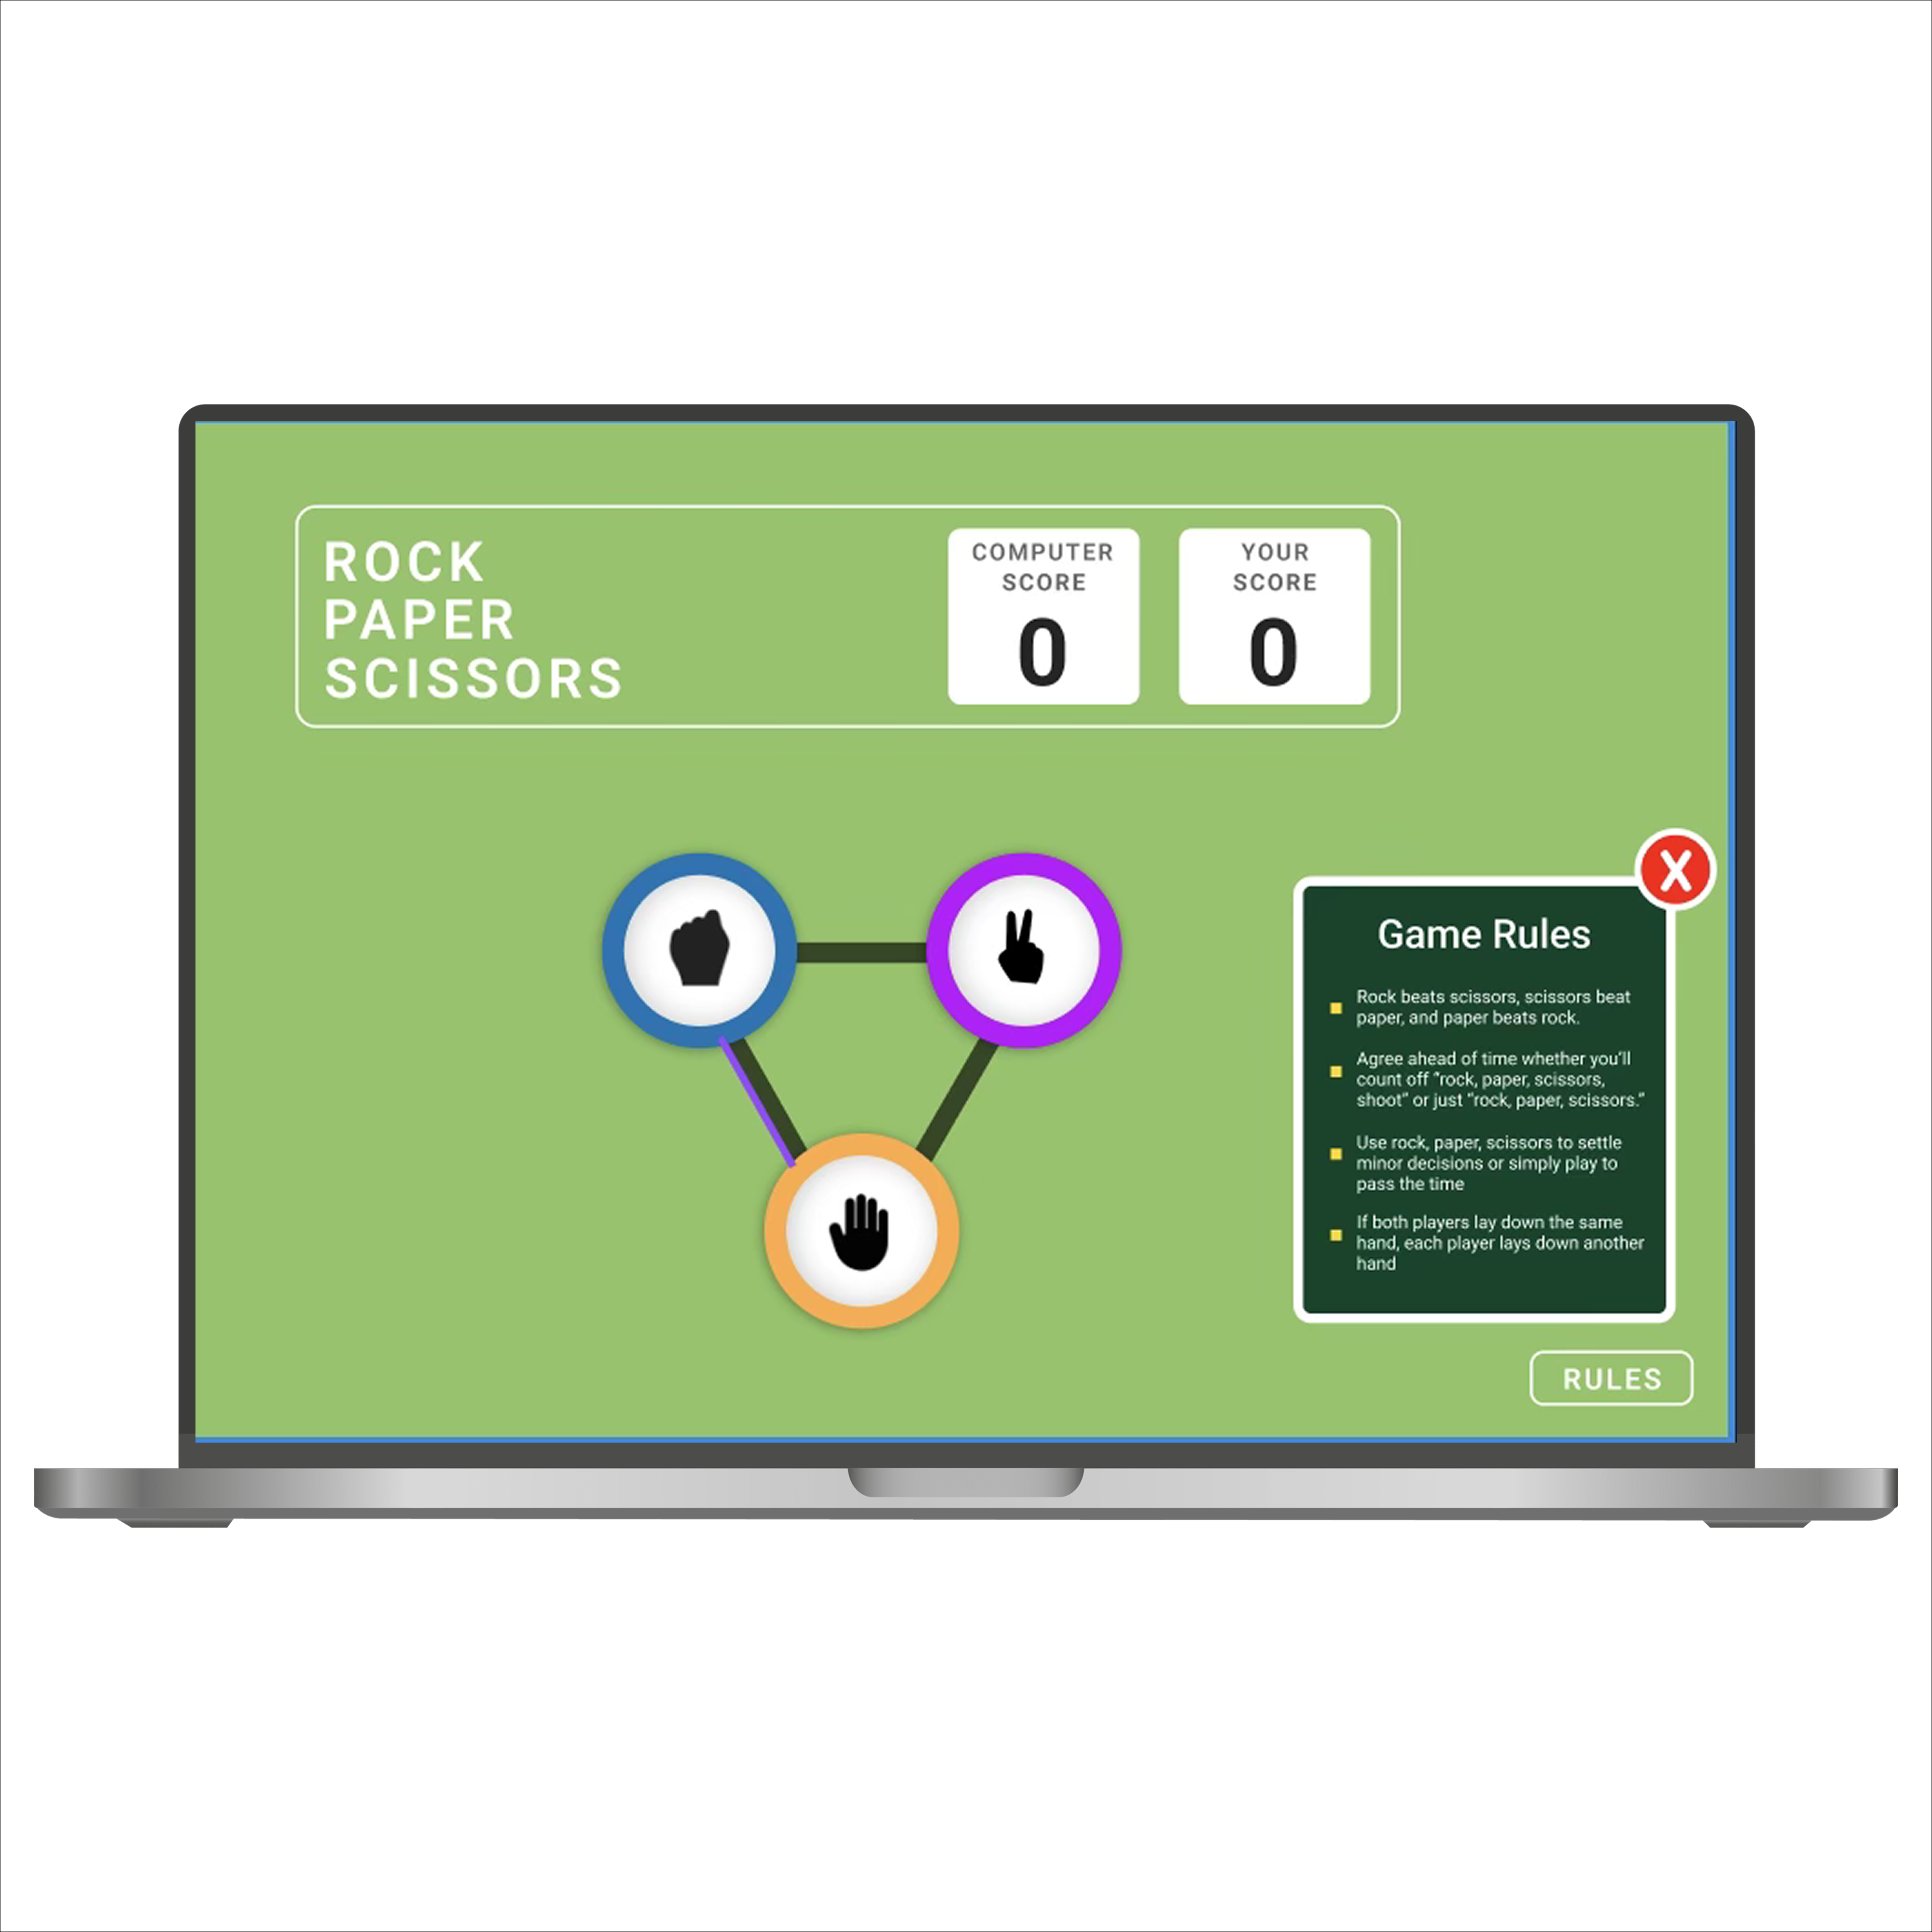 ROCK
PAPER
SCISSORS
COMPUTER
SCORE
0
YOUR
SCORE
0
X
Game Rules
Rock beats scissors, scissors beat
paper, and paper beats rock.
Agree ahead of time whether you’ll
count off “rock, paper, scissors,
shoot” or just “rock, paper, scissors.”
Use rock, paper, scissors to settle
minor decisions or simply play to
pass the time
If both players lay down the same
hand, each player lays down another
hand
RULES